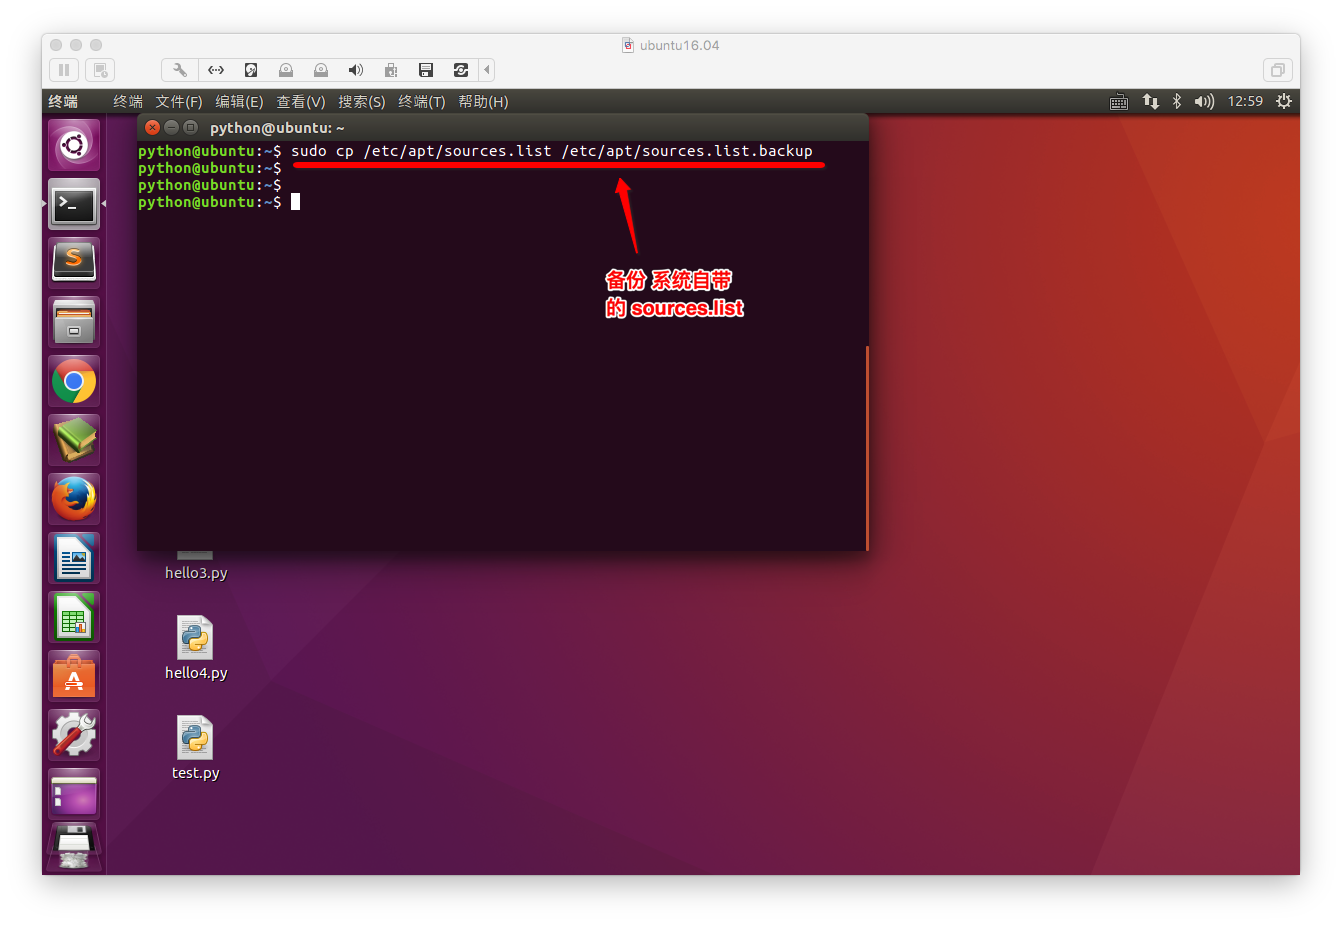 ubuntu16.04
终端 终端 文件(F) 编辑(E) 查看(V) 搜索(S) 终端(T) 帮助(H) 12:59
python@ubuntu: ~
python@ubuntu:~$ sudo cp /etc/apt/sources.list /etc/apt/sources.list.backup
python@ubuntu:~$
python@ubuntu:~$
python@ubuntu:~$
备份 系统自带
的 sources.list
hello3.py
hello4.py
test.py